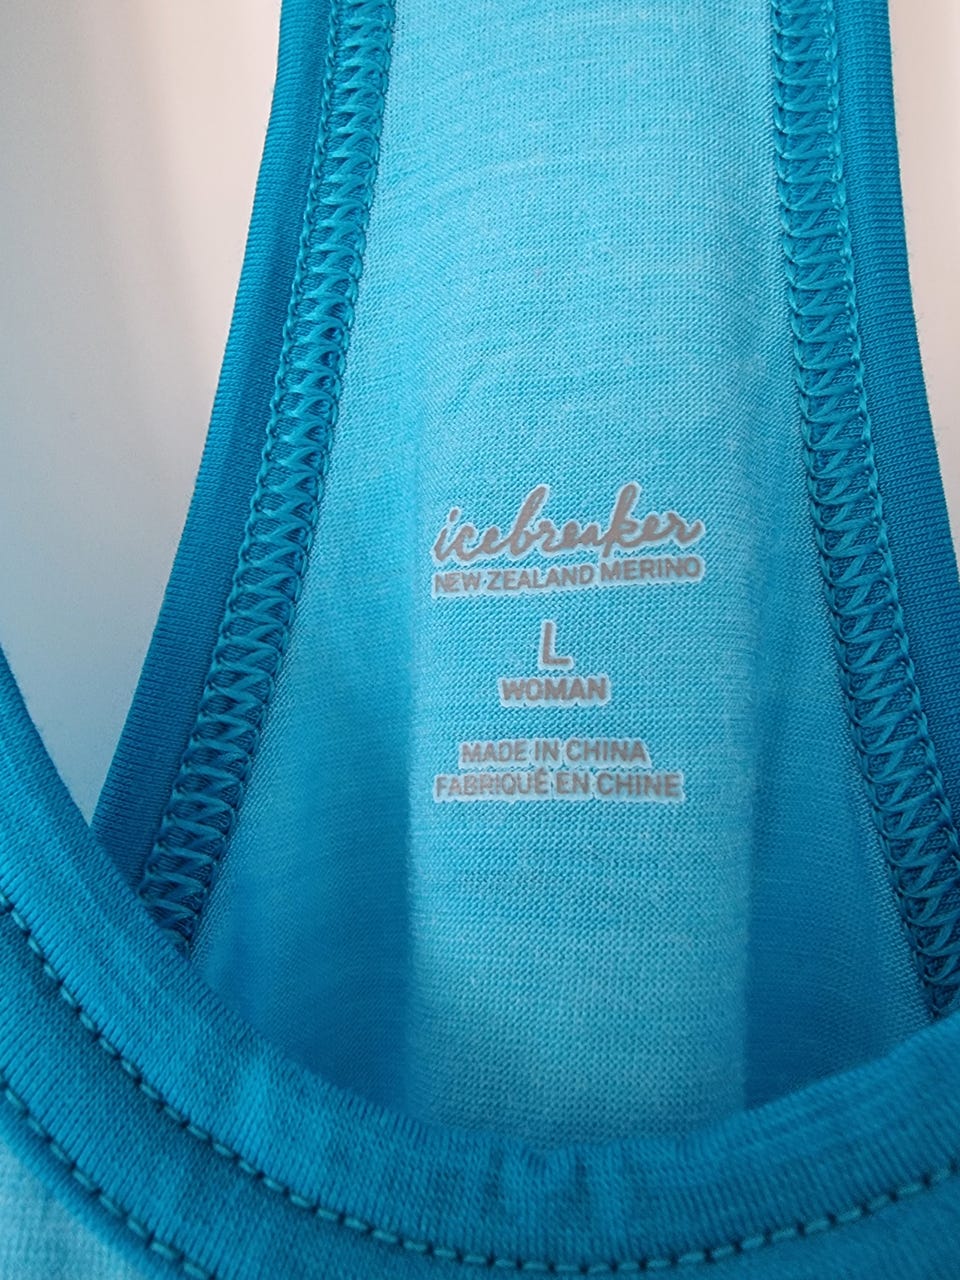 icebreaker
NEW ZEALAND MERINO
L
WOMAN
MADE IN CHINA
FABRIQUÉ EN CHINE